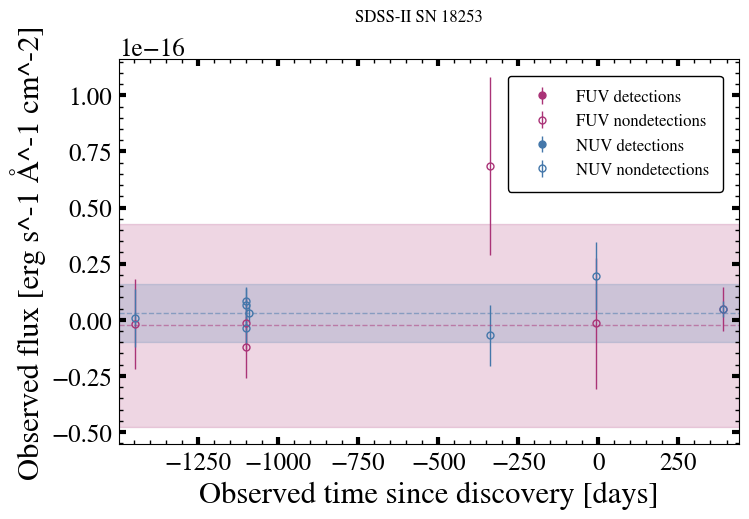 SDSS-II SN 18253
1e−16
Observed flux [erg s^-1 Å^-1 cm^-2]
1.00
0.75
0.50
0.25
0.00
−0.25
−0.50
FUV detections
FUV nondetections
NUV detections
NUV nondetections
−1250 −1000 −750 −500 −250 0 250
Observed time since discovery [days]